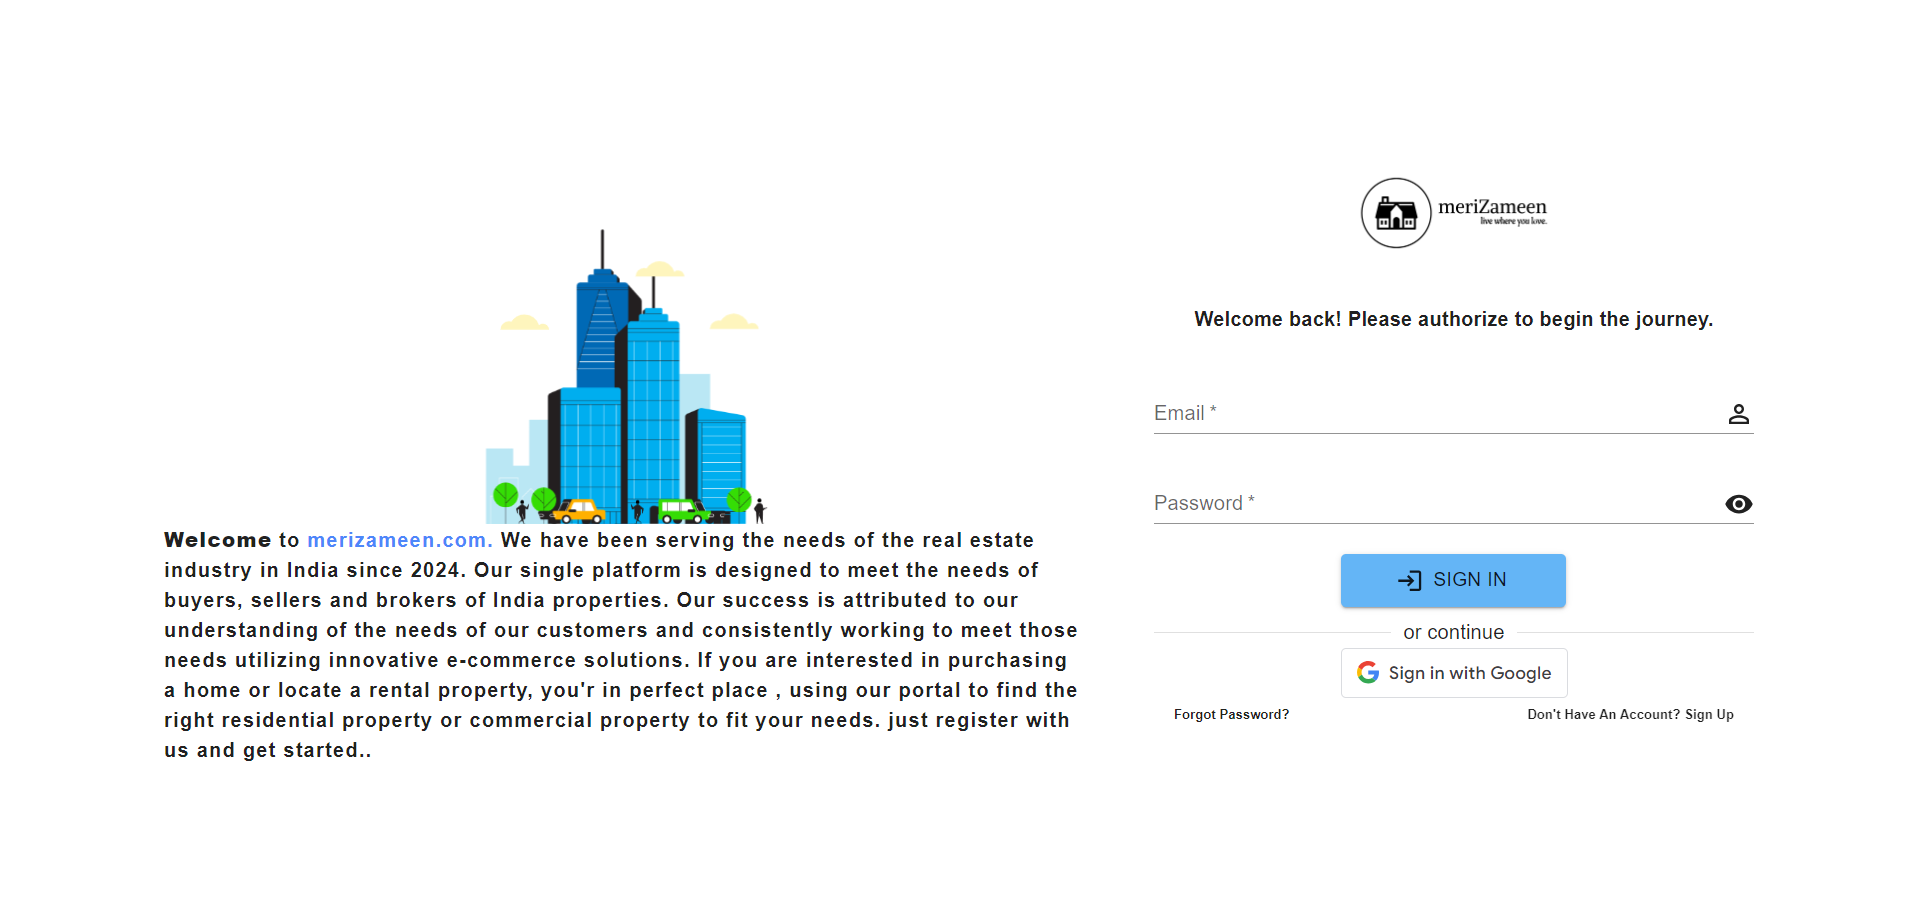 meriZameen
live where you love.
Welcome back! Please authorize to begin the journey.
Email *
Password *
SIGN IN
or continue
Sign in with Google
Forgot Password?
Don't Have An Account? Sign Up
Welcome to merizameen.com. We have been serving the needs of the real estate
industry in India since 2024. Our single platform is designed to meet the needs of
buyers, sellers and brokers of India properties. Our success is attributed to our
understanding of the needs of our customers and consistently working to meet those
needs utilizing innovative e-commerce solutions. If you are interested in purchasing
a home or locate a rental property, you'r in perfect place , using our portal to find the
right residential property or commercial property to fit your needs. just register with
us and get started..